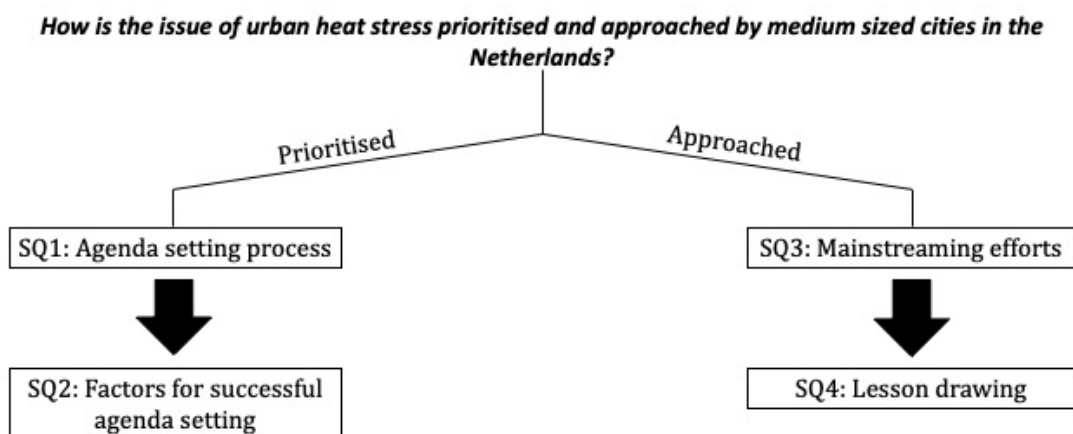 How is the issue of urban heat stress prioritised and approached by medium sized cities in the
Netherlands?
Prioritised
Approached
SQ1: Agenda setting process
SQ3: Mainstreaming efforts
SQ2: Factors for successful
agenda setting
SQ4: Lesson drawing